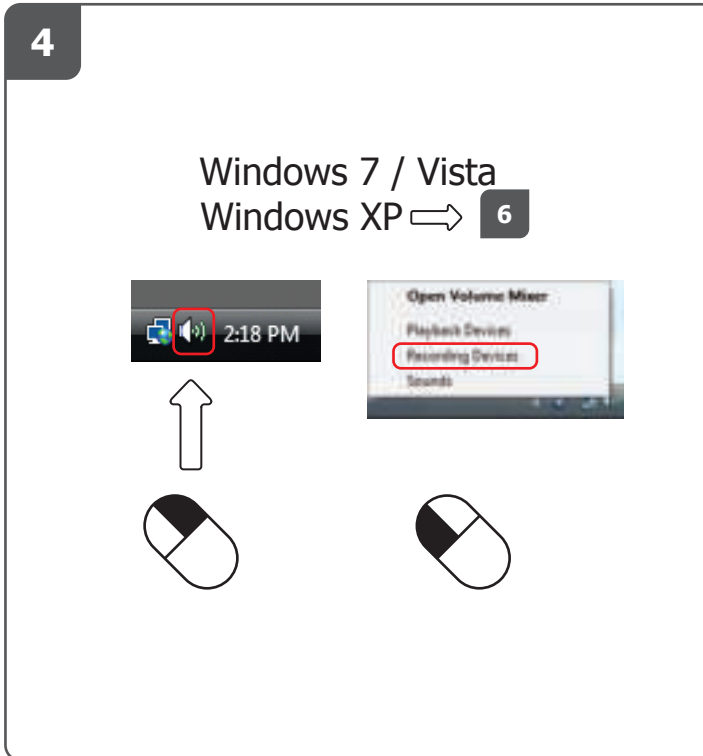 4
Windows 7 / Vista
Windows XP 6
2:18 PM
Open Volume Mixer
Playback Devices
Recording Devices
Sounds